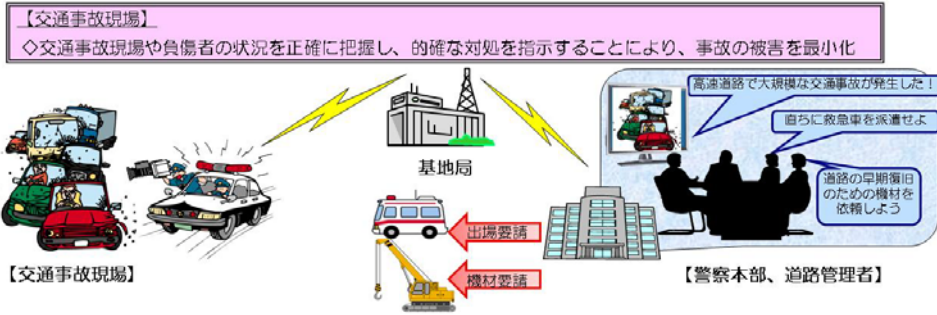 【交通事故現場】
◇交通事故現場や負傷者の状況を正確に把握し、的確な対処を指示することにより、事故の被害を最小化
高速道路で大規模な交通事故が発生した！
直ちに救急車を派遣せよ
道路の早期復旧
のための機材を
依頼しよう
基地局
出場要請
機材要請
【交通事故現場】
【警察本部、道路管理者】